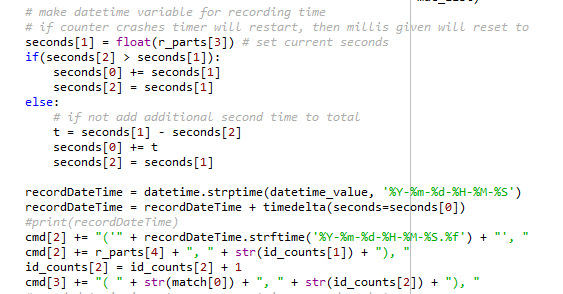 # make datetime variable for recording time
# if counter crashes timer will restart, then millis given will reset to
seconds[1] = float(r_parts[3]) # set current seconds
if(seconds[2] > seconds[1]):
    seconds[0] += seconds[1]
    seconds[2] = seconds[1]
else:
    # if not add additional second time to total
    t = seconds[1] - seconds[2]
    seconds[0] += t
    seconds[2] = seconds[1]
recordDateTime = datetime.strptime(datetime_value, '%Y-%m-%d-%H-%M-%S')
recordDateTime = recordDateTime + timedelta(seconds=seconds[0])
#print(recordDateTime)
cmd[2] += "('" + recordDateTime.strftime('%Y-%m-%d-%H-%M-%S.%f') + "', "
cmd[2] += r_parts[4] + ", " + str(id_counts[1]) + "), "
id_counts[2] = id_counts[2] + 1
cmd[3] += "( " + str(match[0]) + ", " + str(id_counts[2]) + "), "